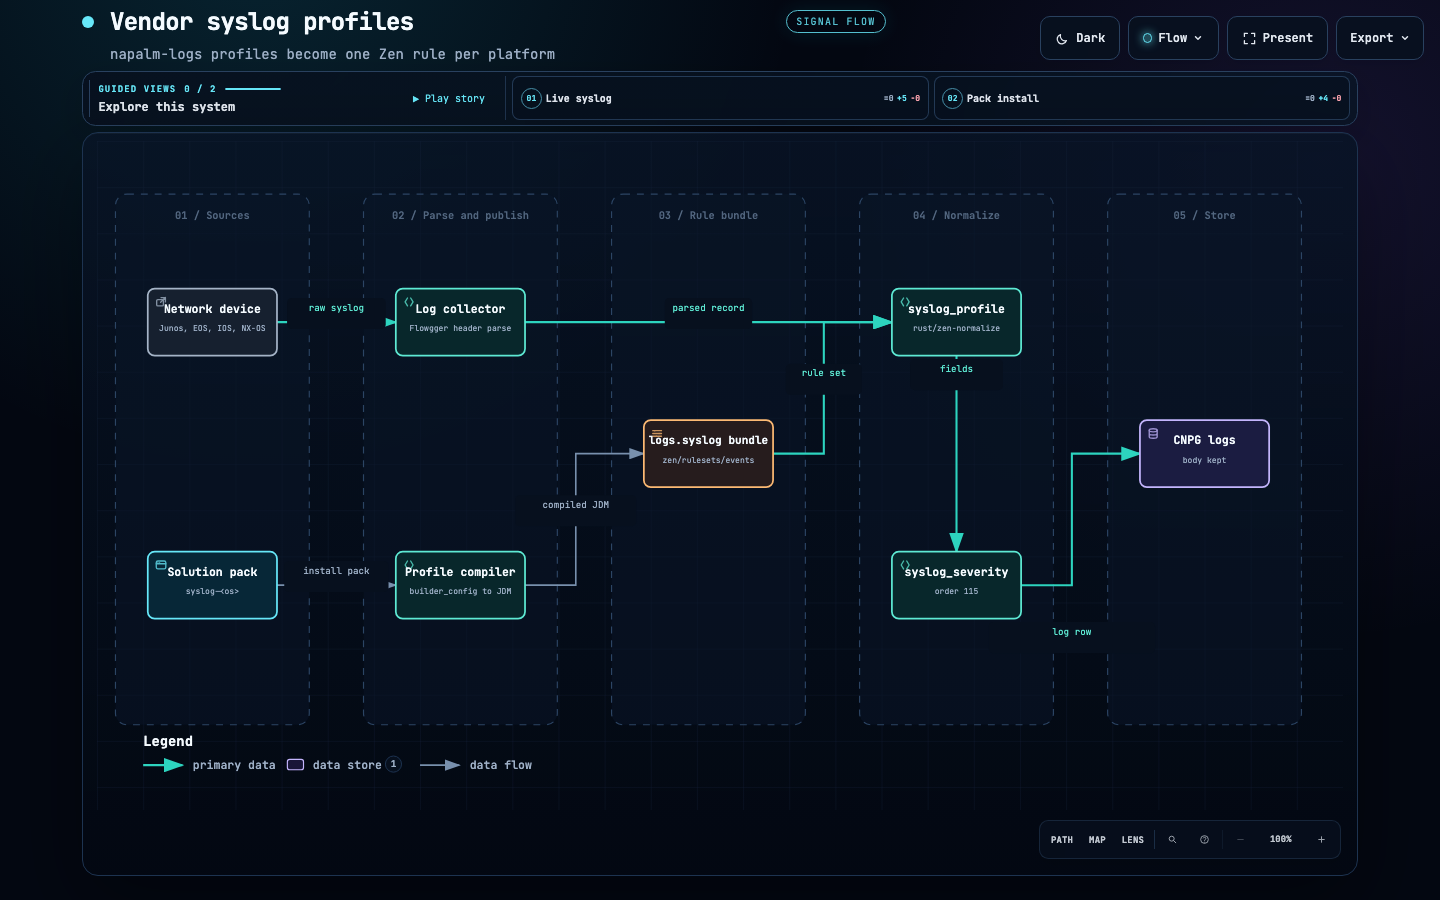 Vendor syslog profiles
napalm-logs profiles become one Zen rule per platform
SIGNAL FLOW
Dark
Flow
Present
Export
GUIDED VIEWS 0 / 2
Explore this system
▶ Play story
01 Live syslog
=0 +5 -0
02 Pack install
=0 +4 -0
01 / Sources
02 / Parse and publish
03 / Rule bundle
04 / Normalize
05 / Store
Network device
Junos, EOS, IOS, NX-OS
raw syslog
Log collector
Flowgger header parse
parsed record
syslog_profile
rust/zen-normalize
rule set
fields
logs.syslog bundle
zen/rulesets/events
CNPG logs
body kept
compiled JDM
Solution pack
syslog-<os>
install pack
Profile compiler
builder_config to JDM
syslog_severity
order 115
log row
Legend
primary data
data store 1
data flow
PATH
MAP
LENS
−
100%
+